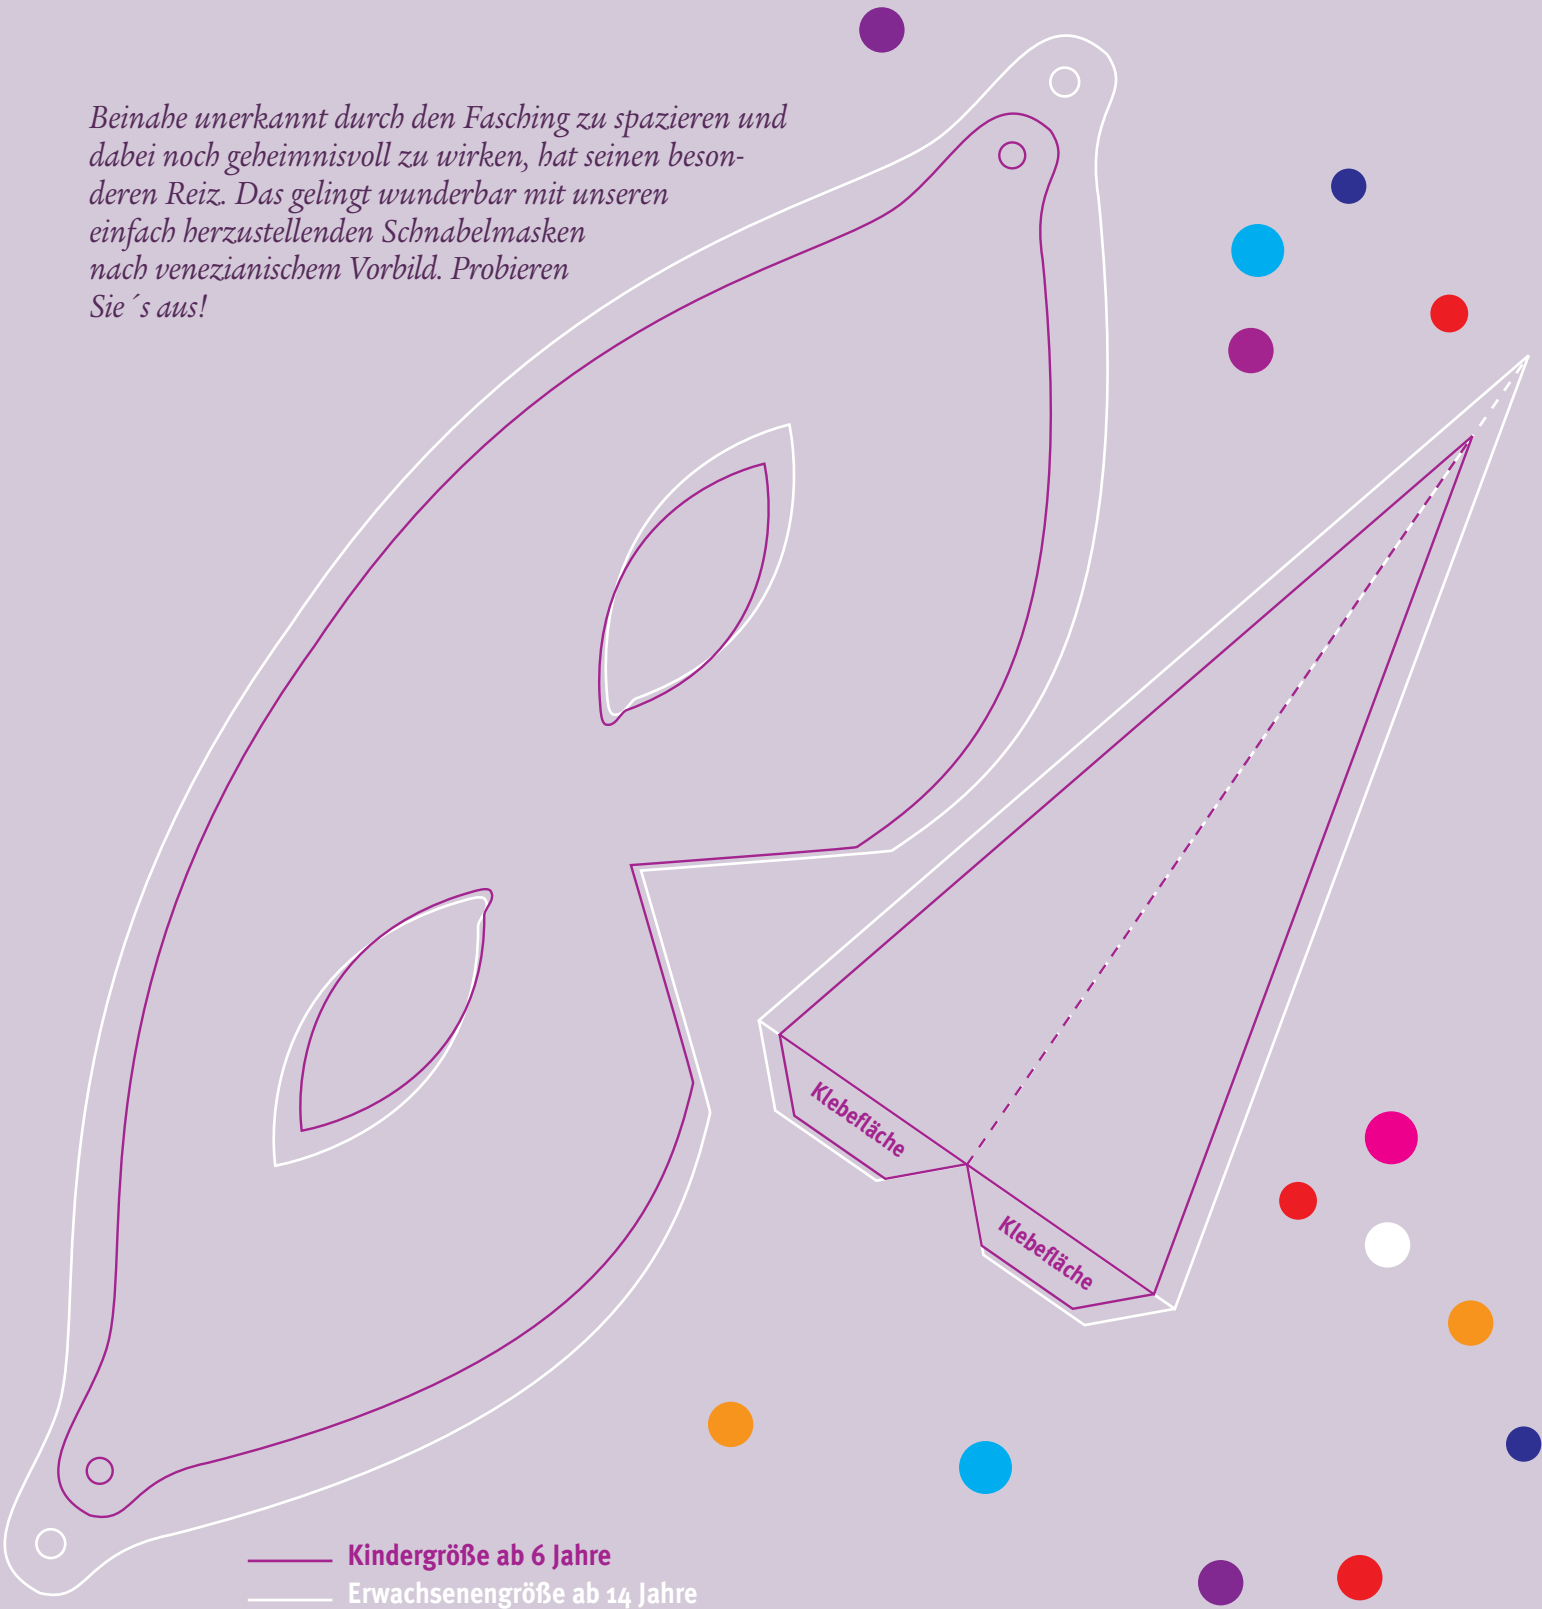 Beinahe unerkannt durch den Fasching zu spazieren und
dabei noch geheimnisvoll zu wirken, hat seinen beson-
deren Reiz. Das gelingt wunderbar mit unseren
einfach herzustellenden Schnabelmasken
nach venezianischem Vorbild. Probieren
Sie´s aus!
Klebefläche
Klebefläche
Kindergröße ab 6 Jahre
Erwachsenengröße ab 14 Jahre